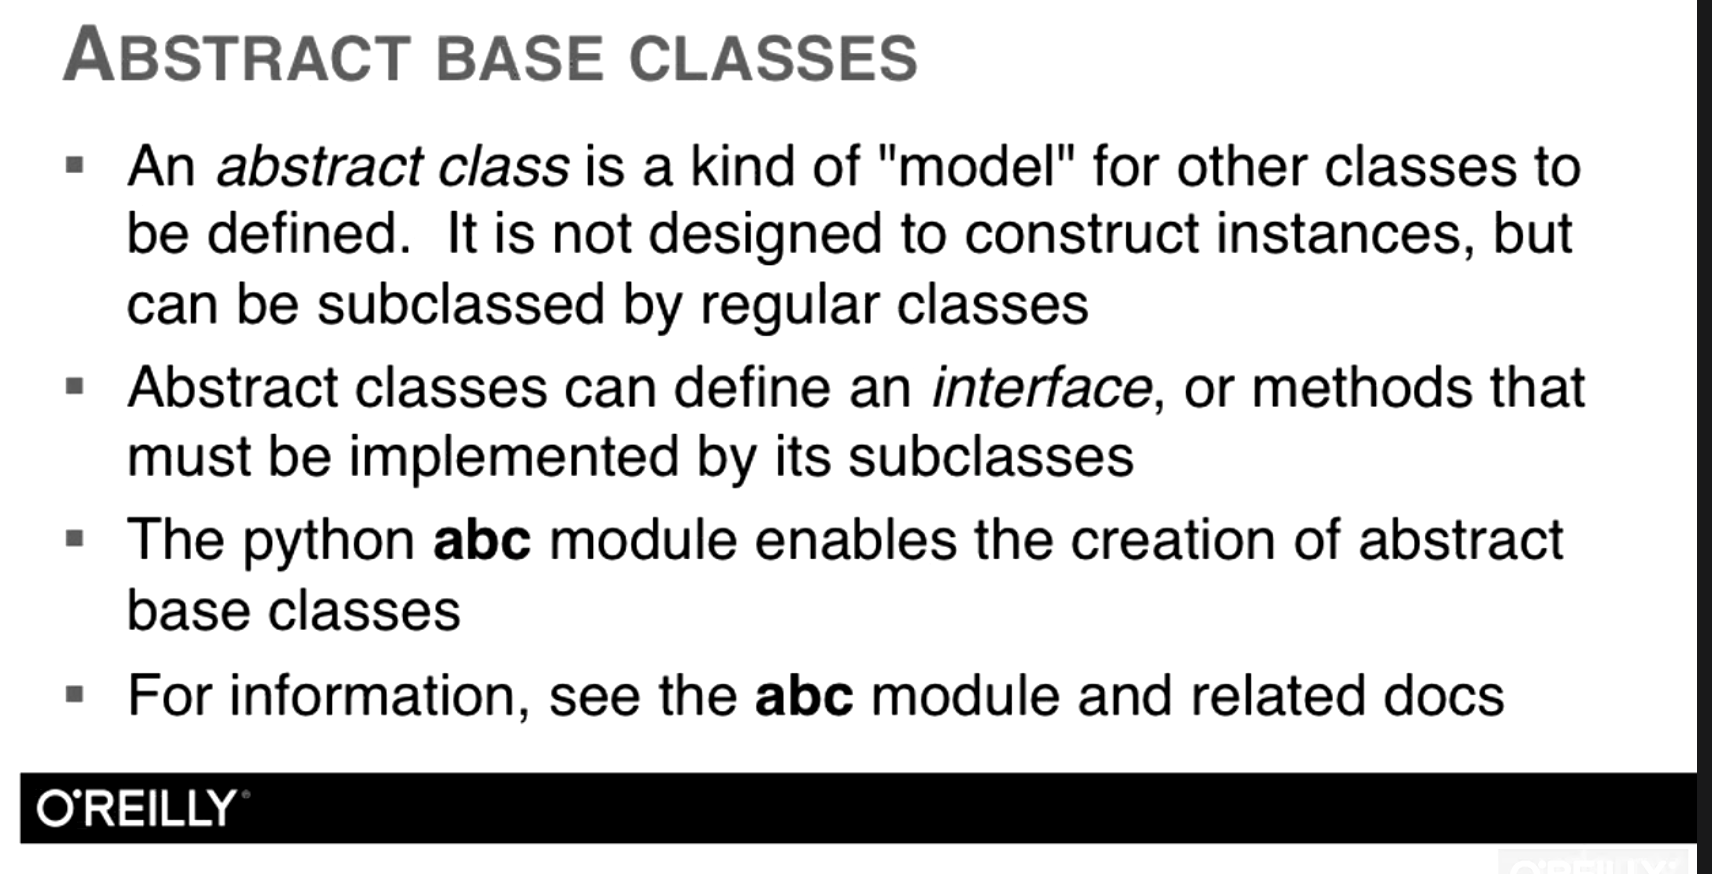 ABSTRACT BASE CLASSES
▪ An abstract class is a kind of "model" for other classes to
be defined.  It is not designed to construct instances, but
can be subclassed by regular classes
▪ Abstract classes can define an interface, or methods that
must be implemented by its subclasses
▪ The python abc module enables the creation of abstract
base classes
▪ For information, see the abc module and related docs
O'REILLY®
O'REILLY